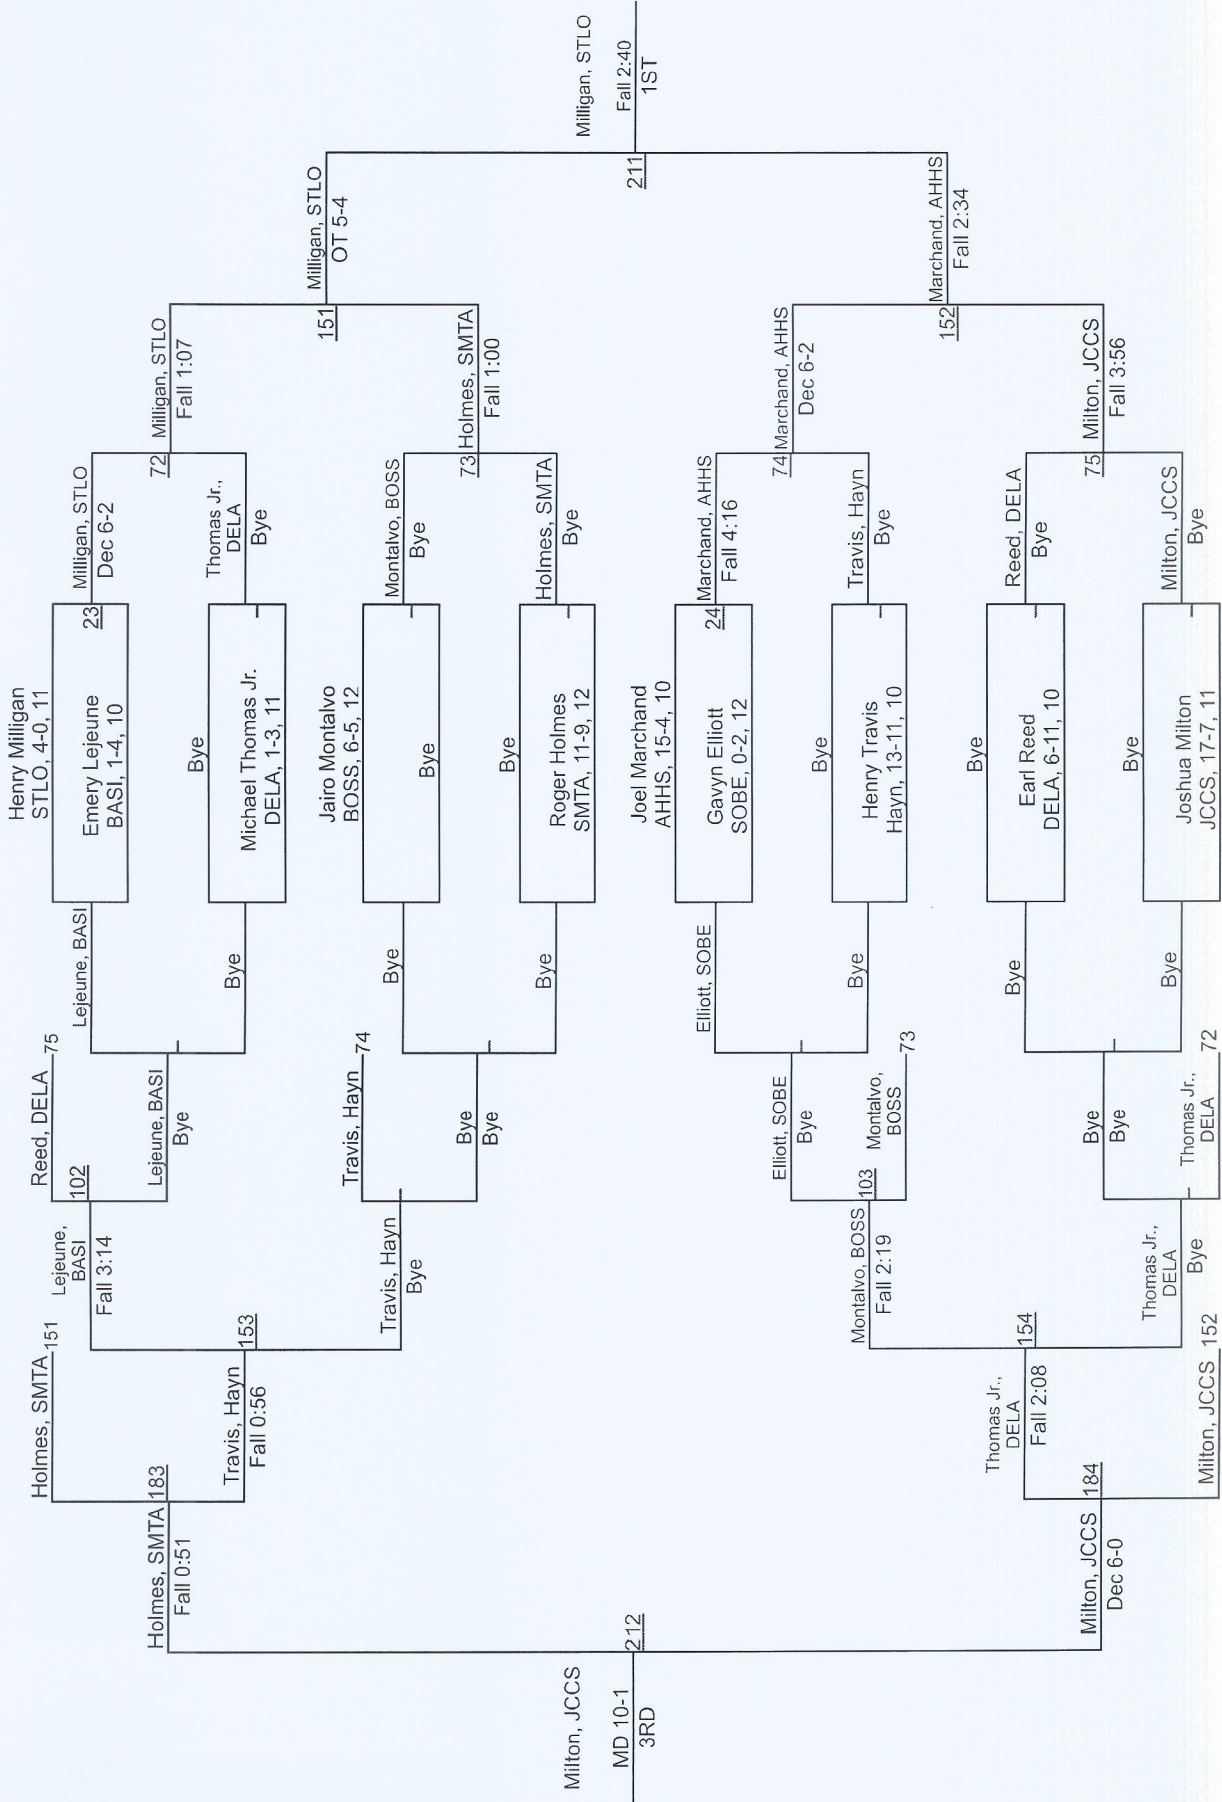 Henry Milligan
STLO, 4-0, 11
23
Emery Lejeune
BASI, 1-4, 10
Bye
Michael Thomas Jr.
DELA, 1-3, 11
Jairo Montalvo
BOSS, 6-5, 12
Bye
Bye
Roger Holmes
SMTA, 11-9, 12
Joel Marchand
AHHS, 15-4, 10
24
Gavyn Elliott
SOBE, 0-2, 12
Bye
Henry Travis
Hayn, 13-11, 10
Bye
Earl Reed
DELA, 6-11, 10
Bye
Joshua Milton
JCCS, 17-7, 11
Milligan, STLO
Dec 6-2
Thomas Jr.,
DELA
Bye
Montalvo, BOSS
Bye
Holmes, SMTA
Bye
Marchand, AHHS
Fall 4:16
Travis, Hayn
Bye
Reed, DELA
Bye
Milton, JCCS
Bye
72
Milligan, STLO
Fall 1:07
73
Holmes, SMTA
Fall 1:00
74
Marchand, AHHS
Dec 6-2
75
Milton, JCCS
Fall 3:56
151
Milligan, STLO
OT 5-4
152
Marchand, AHHS
Fall 2:34
211
Milligan, STLO
Fall 2:40
1ST
Lejeune, BASI
Bye
Bye
Bye
Elliott, SOBE
Bye
Bye
Bye
Reed, DELA
75
102
Lejeune, BASI
Bye
Travis, Hayn
74
Bye
Bye
Elliott, SOBE
Bye
103
Montalvo,
BOSS
73
Bye
Bye
Thomas Jr.,
DELA
72
Lejeune,
BASI
Fall 3:14
Travis, Hayn
Bye
Montalvo, BOSS
Fall 2:19
Thomas Jr.,
DELA
Bye
Holmes, SMTA
151
183
153
Travis, Hayn
Fall 0:56
154
Thomas Jr.,
DELA
Fall 2:08
184
Milton, JCCS
152
Holmes, SMTA
Fall 0:51
Milton, JCCS
Dec 6-0
212
Milton, JCCS
MD 10-1
3RD